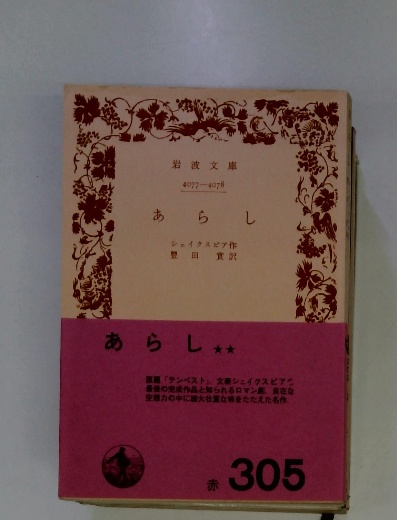 岩波文庫
4077—4078
あらし
シェイクスピア作
豊田實訳
あらし★★
原題「テンペスト」。文豪シェイクスピア
最後の完成作品と知られるロマン劇。自在な
空想力の中に雄大壮重な味をたたえた名作
赤 305